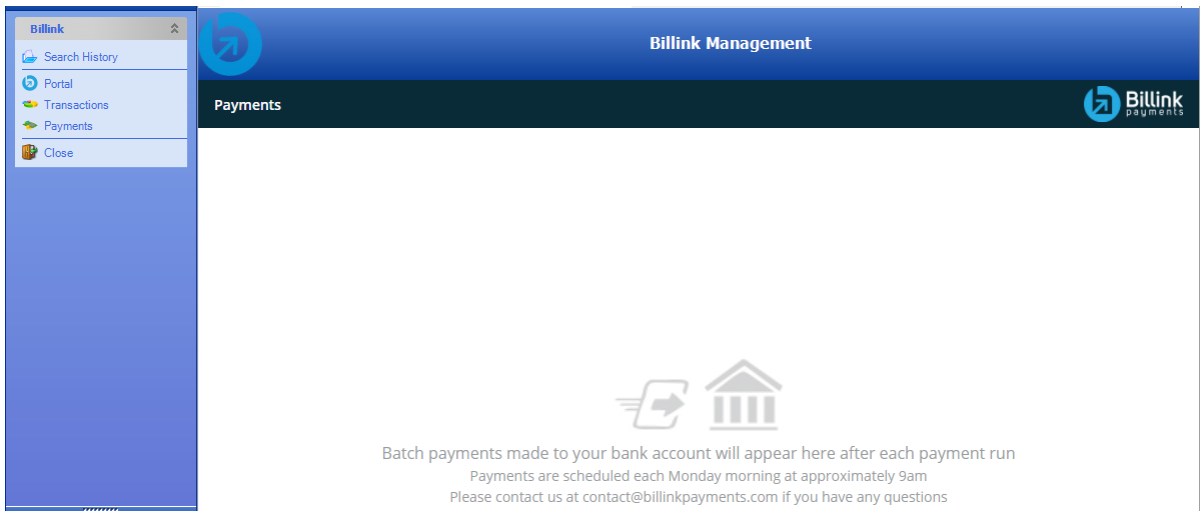 Billink
Search History
Portal
Transactions
Payments
Close
Billink Management
Payments
Billink
payments
Batch payments made to your bank account will appear here after each payment run
Payments are scheduled each Monday morning at approximately 9am
Please contact us at contact@billinkpayments.com if you have any questions